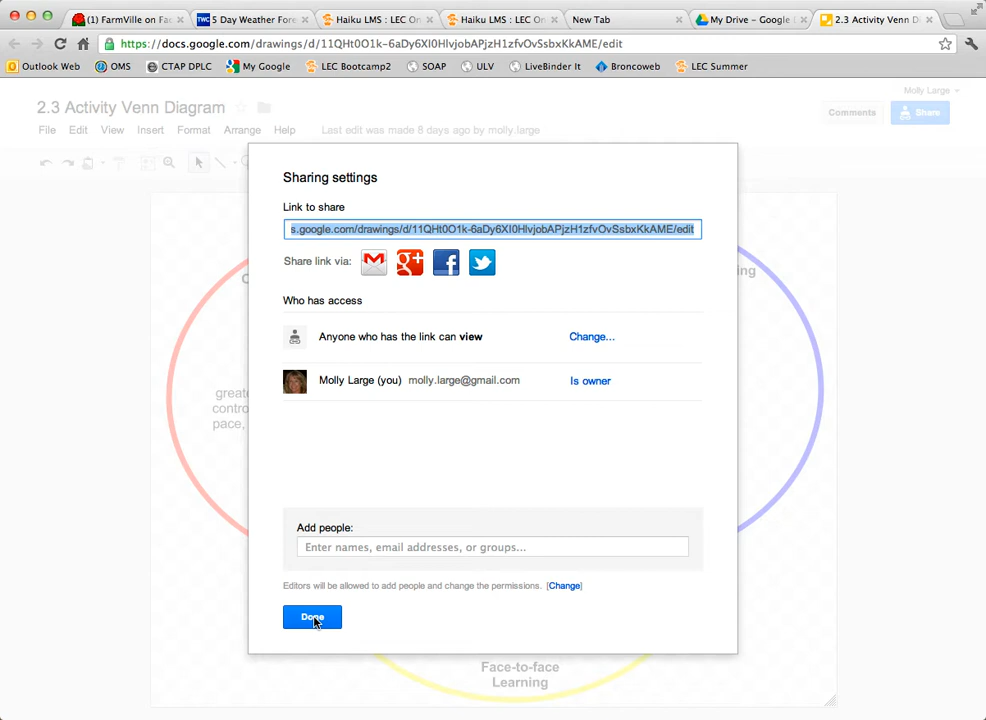 (1) FarmVille on Fac
5 Day Weather Fore
Haiku LMS : LEC On
Haiku LMS : LEC On
New Tab
My Drive – Google
2.3 Activity Venn Di
https://docs.google.com/drawings/d/11QHt0O1k-6aDy6XI0HlvjobAPjzH1zfvOvSsbxKkAME/edit
Outlook Web
OMS
CTAP DPLC
My Google
LEC Bootcamp2
SOAP
ULV
LiveBinder It
Broncoweb
LEC Summer
Molly Large
2.3 Activity Venn Diagram
Comments
Share
File Edit View Insert Format Arrange Help Last edit was made 8 days ago by molly.large
Sharing settings
Link to share
s.google.com/drawings/d/11QHt0O1k-6aDy6XI0HlvjobAPjzH1zfvOvSsbxKkAME/edit
Share link via:
Who has access
Anyone who has the link can view Change...
Molly Large (you) molly.large@gmail.com Is owner
greate
contro
pace,
ing
Add people:
Enter names, email addresses, or groups...
Editors will be allowed to add people and change the permissions. [Change]
Done
Face-to-face
Learning